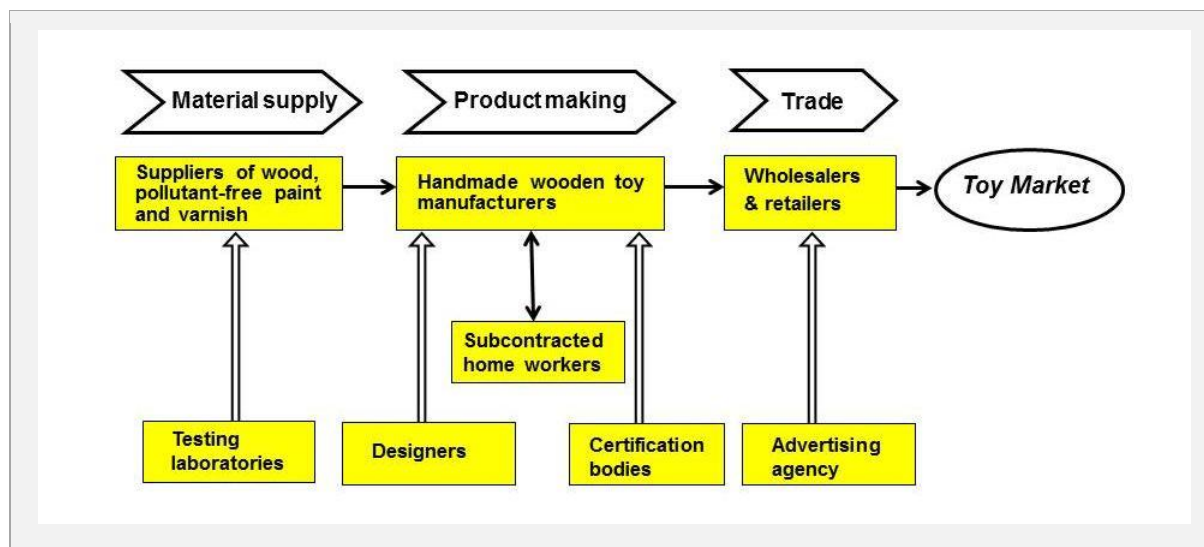 Material supply
Product making
Trade
Suppliers of wood,
pollutant-free paint
and varnish
Handmade wooden toy
manufacturers
Wholesalers
& retailers
Toy Market
Subcontracted
home workers
Testing
laboratories
Designers
Certification
bodies
Advertising
agency